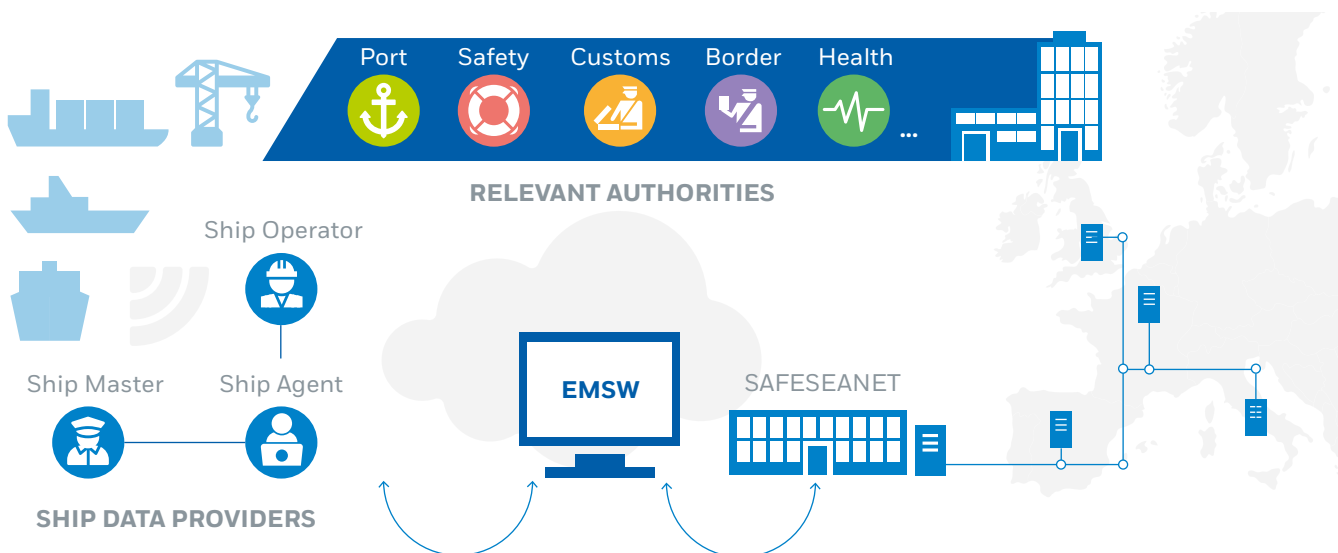 Port
Safety
Customs
Border
Health
...
RELEVANT AUTHORITIES
Ship Operator
Ship Master
Ship Agent
EMSW
SAFESEANET
SHIP DATA PROVIDERS